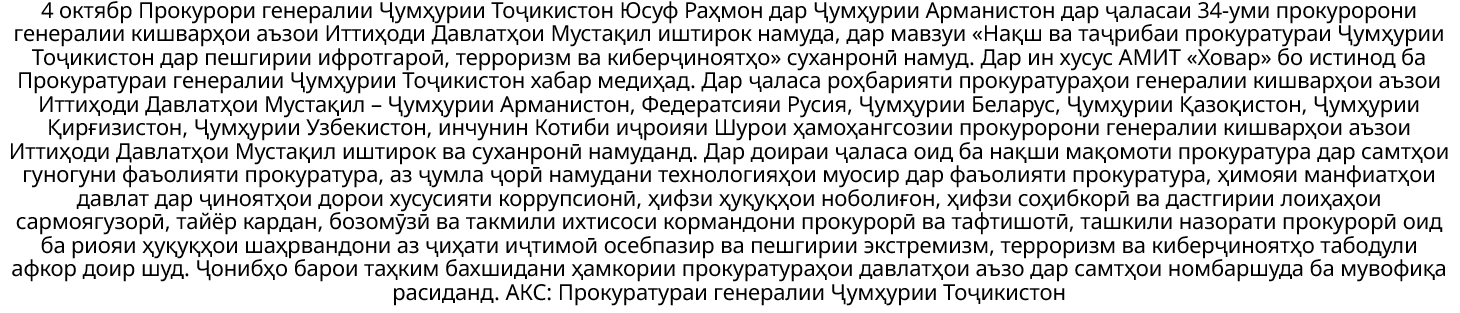 4 октябр Прокурори генералии Ҷумҳурии Тоҷикистон Юсуф Раҳмон дар Ҷумҳурии Арманистон дар ҷаласаи 34-уми прокуророни
генералии кишварҳои аъзои Иттиҳоди Давлатҳои Мустақил иштирок намуда, дар мавзуи «Нақш ва таҷрибаи прокуратураи Ҷумҳурии
Тоҷикистон дар пешгирии ифротгароӣ, терроризм ва киберҷиноятҳо» суханронӣ намуд. Дар ин хусус АМИТ «Ховар» бо истинод ба
Прокуратураи генералии Ҷумҳурии Тоҷикистон хабар медиҳад. Дар ҷаласа роҳбарияти прокуратураҳои генералии кишварҳои аъзои
Иттиҳоди Давлатҳои Мустақил – Ҷумҳурии Арманистон, Федератсияи Русия, Ҷумҳурии Беларус, Ҷумҳурии Қазоқистон, Ҷумҳурии
Қирғизистон, Ҷумҳурии Узбекистон, инчунин Котиби иҷроияи Шурои ҳамоҳангсозии прокуророни генералии кишварҳои аъзои
Иттиҳоди Давлатҳои Мустақил иштирок ва суханронӣ намуданд. Дар доираи ҷаласа оид ба нақши мақомоти прокуратура дар самтҳои
гуногуни фаъолияти прокуратура, аз ҷумла ҷорӣ намудани технологияҳои муосир дар фаъолияти прокуратура, ҳимояи манфиатҳои
давлат дар ҷиноятҳои дорои хусусияти коррупсионӣ, ҳифзи ҳуқуқҳои ноболиғон, ҳифзи соҳибкорӣ ва дастгирии лоиҳаҳои
сармоягузорӣ, тайёр кардан, бозомӯзӣ ва такмили ихтисоси кормандони прокурорӣ ва тафтишотӣ, ташкили назорати прокурорӣ оид
ба риояи ҳуқуқҳои шаҳрвандони аз ҷиҳати иҷтимоӣ осебпазир ва пешгирии экстремизм, терроризм ва киберҷиноятҳо табодули
афкор доир шуд. Ҷонибҳо барои таҳким бахшидани ҳамкории прокуратураҳои давлатҳои аъзо дар самтҳои номбаршуда ба мувофиқа
расиданд. АКС: Прокуратураи генералии Ҷумҳурии Тоҷикистон